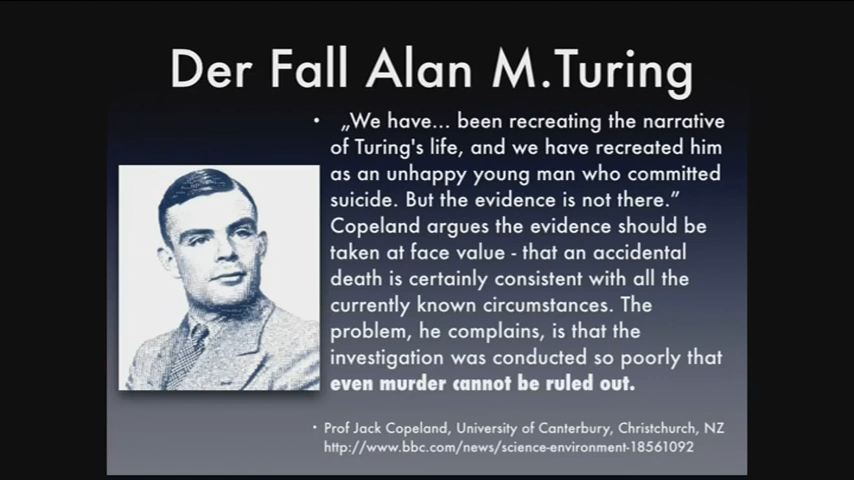 Der Fall Alan M.Turing
• „We have... been recreating the narrative
of Turing's life, and we have recreated him
as an unhappy young man who committed
suicide. But the evidence is not there.”
Copeland argues the evidence should be
taken at face value - that an accidental
death is certainly consistent with all the
currently known circumstances. The
problem, he complains, is that the
investigation was conducted so poorly that
even murder cannot be ruled out.
• Prof Jack Copeland, University of Canterbury, Christchurch, NZ
http://www.bbc.com/news/science-environment-18561092